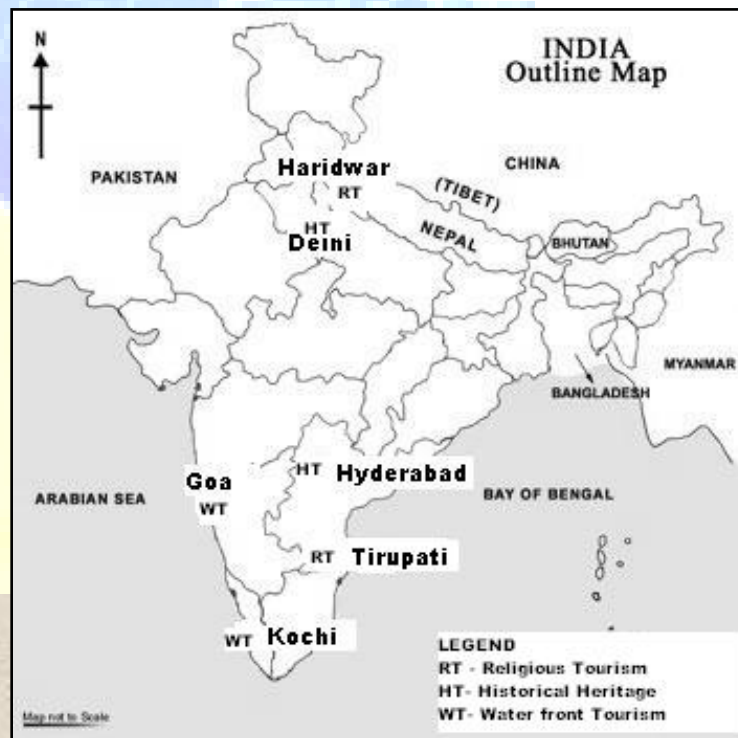 N
INDIA
Outline Map
PAKISTAN
Haridwar
RT
CHINA
(TIBET)
HT
Deini
NEPAL
BHUTAN
MYANMAR
BANGLADESH
HT
Hyderabad
Goa
WT
ARABIAN SEA
BAY OF BENGAL
RT
Tirupati
WT
Kochi
LEGEND
RT - Religious Tourism
HT- Historical Heritage
WT- Water front Tourism
Map not to Scale